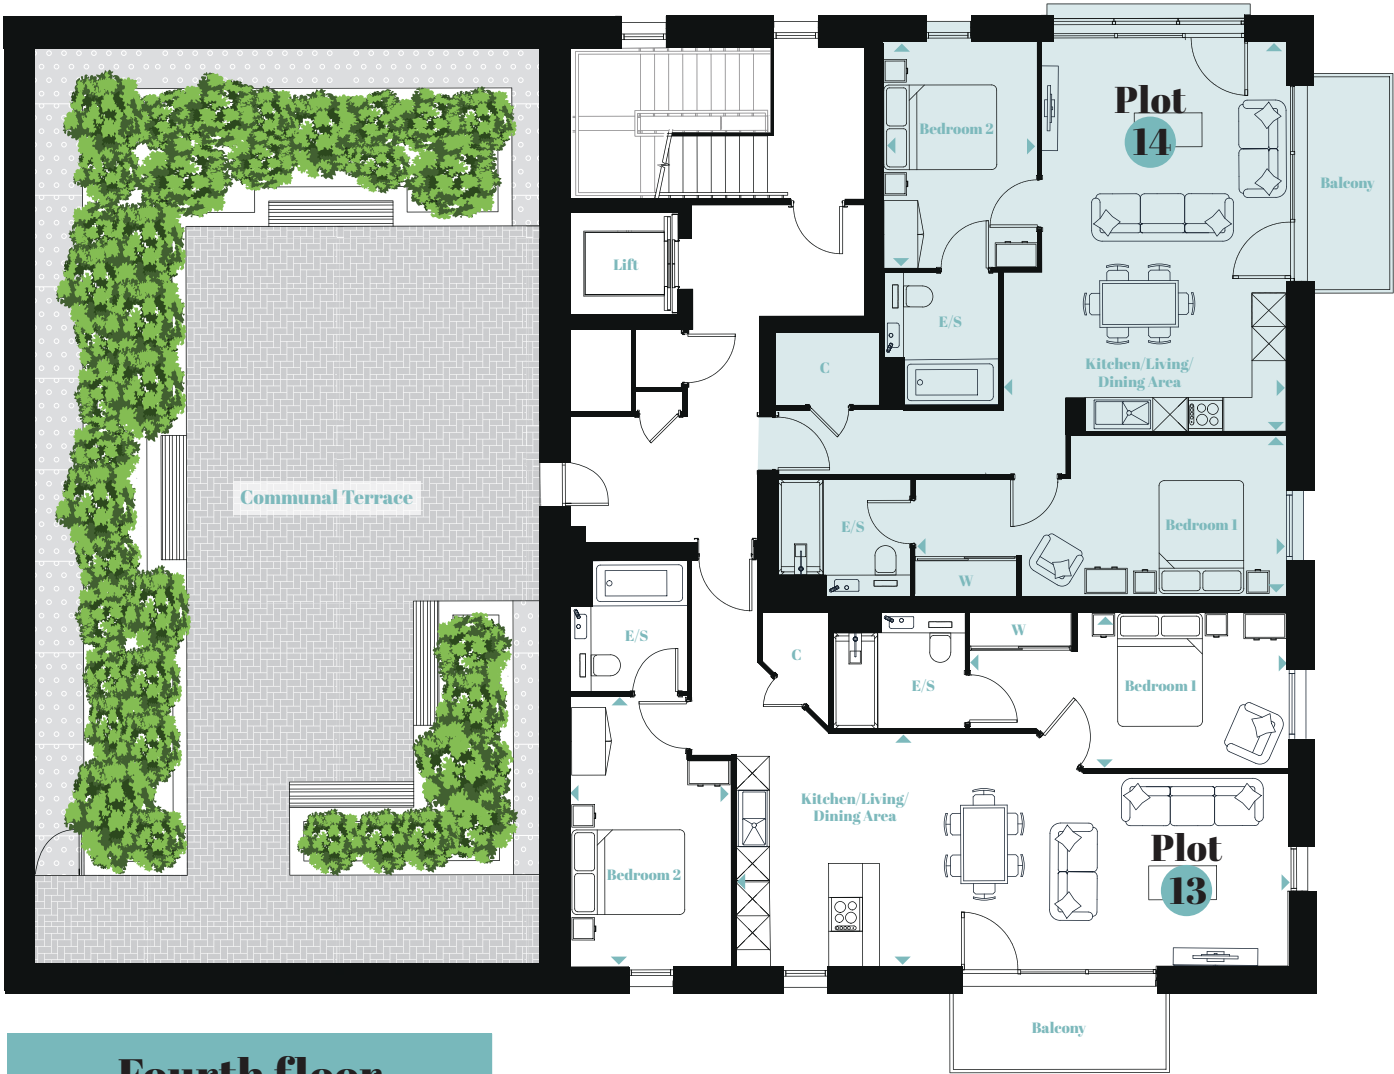 Plot
14
Bedroom 2
Balcony
Lift
E/S
C
Kitchen/Living/
Dining Area
Communal Terrace
E/S
Bedroom 1
W
E/S
C
W
E/S
Bedroom 1
Kitchen/Living/
Dining Area
Plot
13
Bedroom 2
Balcony
Fourth floor